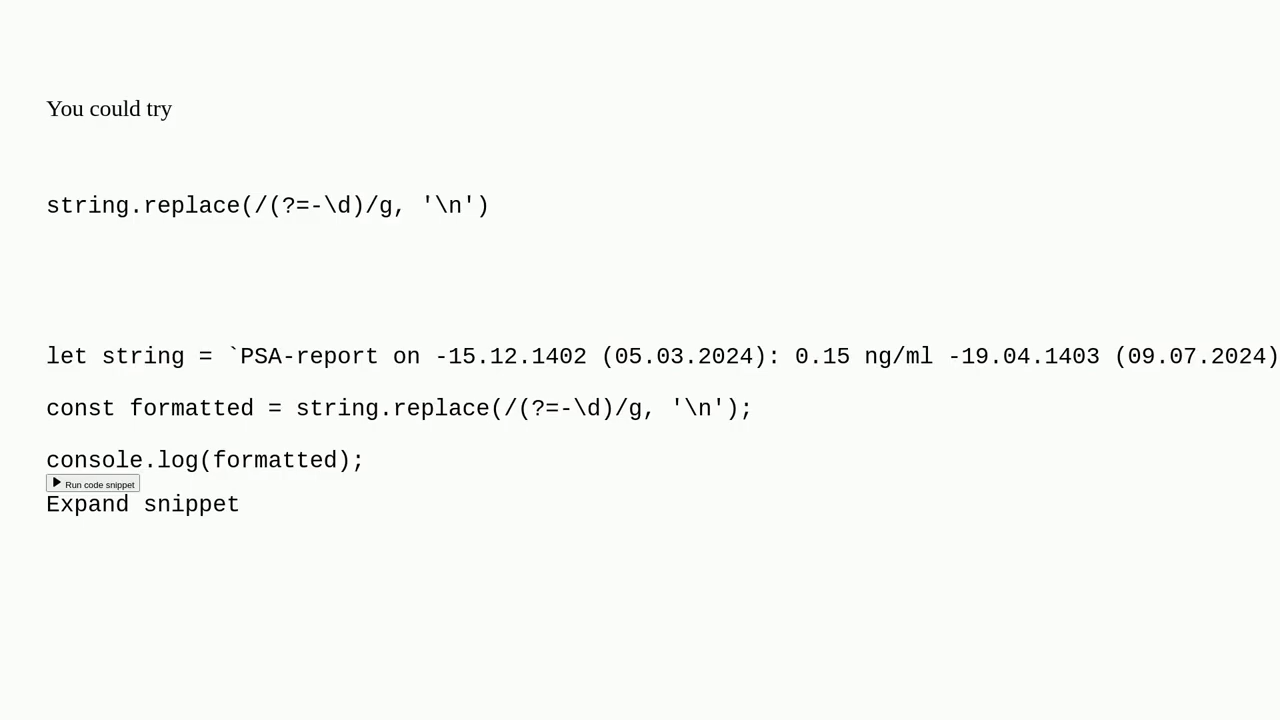 You could try
string.replace(/(?=-\d)/g, '\n')
let string = `PSA-report on -15.12.1402 (05.03.2024): 0.15 ng/ml -19.04.1403 (09.07.2024)
const formatted = string.replace(/(?=-\d)/g, '\n');
console.log(formatted);
Run code snippet
Expand snippet